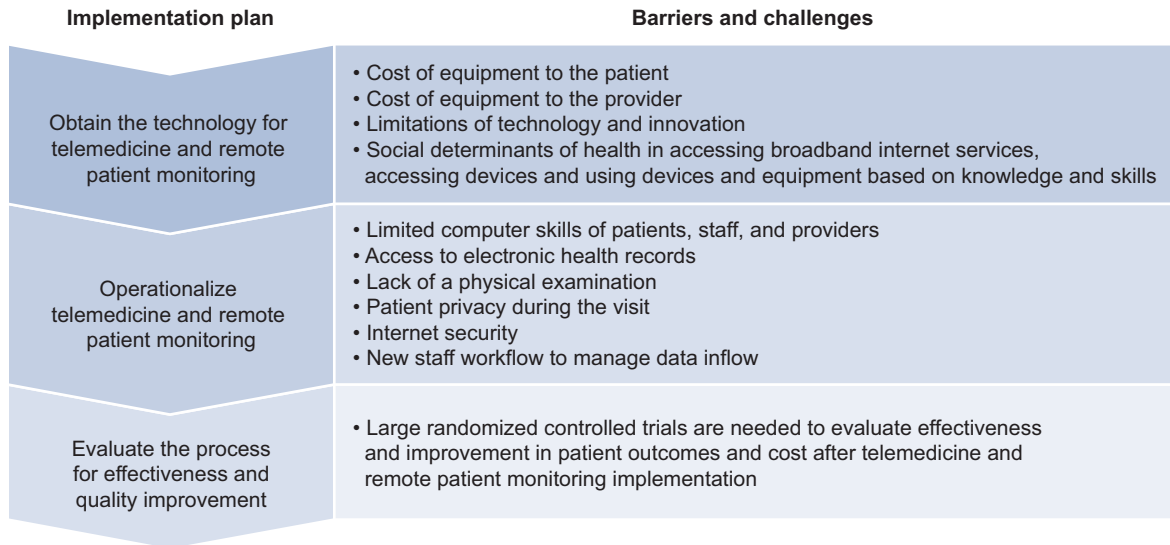 Implementation plan
Barriers and challenges
Obtain the technology for
telemedicine and remote
patient monitoring
• Cost of equipment to the patient
• Cost of equipment to the provider
• Limitations of technology and innovation
• Social determinants of health in accessing broadband internet services,
accessing devices and using devices and equipment based on knowledge and skills
Operationalize
telemedicine and remote
patient monitoring
• Limited computer skills of patients, staff, and providers
• Access to electronic health records
• Lack of a physical examination
• Patient privacy during the visit
• Internet security
• New staff workflow to manage data inflow
Evaluate the process
for effectiveness and
quality improvement
• Large randomized controlled trials are needed to evaluate effectiveness
and improvement in patient outcomes and cost after telemedicine and
remote patient monitoring implementation